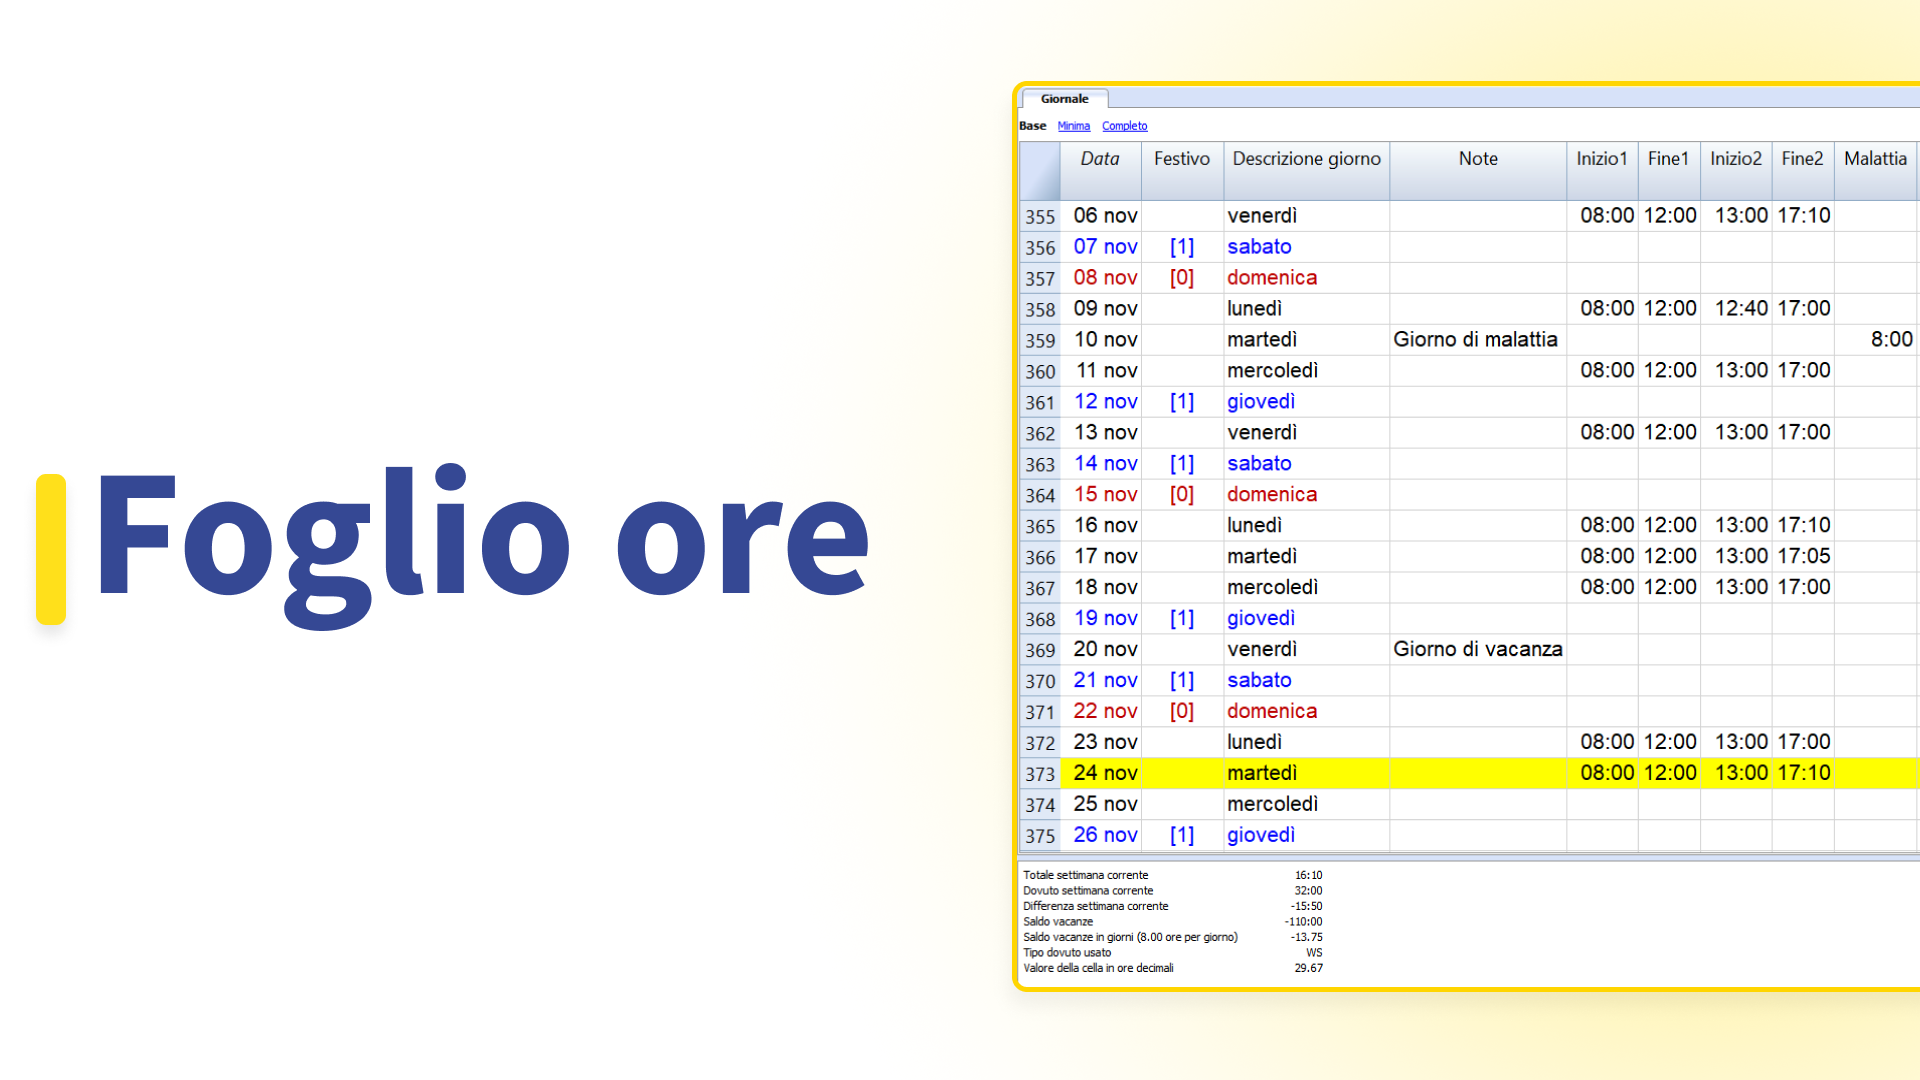 Foglio ore
Giornale
Base Minima Completo
Data Festivo Descrizione giorno Note Inizio1 Fine1 Inizio2 Fine2 Malattia
355 06 nov venerdì 08:00 12:00 13:00 17:10
356 07 nov [1] sabato
357 08 nov [0] domenica
358 09 nov lunedì 08:00 12:00 12:40 17:00
359 10 nov martedì Giorno di malattia 8:00
360 11 nov mercoledì 08:00 12:00 13:00 17:00
361 12 nov [1] giovedì
362 13 nov venerdì 08:00 12:00 13:00 17:00
363 14 nov [1] sabato
364 15 nov [0] domenica
365 16 nov lunedì 08:00 12:00 13:00 17:10
366 17 nov martedì 08:00 12:00 13:00 17:05
367 18 nov mercoledì 08:00 12:00 13:00 17:00
368 19 nov [1] giovedì
369 20 nov venerdì Giorno di vacanza
370 21 nov [1] sabato
371 22 nov [0] domenica
372 23 nov lunedì 08:00 12:00 13:00 17:00
373 24 nov martedì 08:00 12:00 13:00 17:10
374 25 nov mercoledì
375 26 nov [1] giovedì
Totale settimana corrente 16:10
Dovuto settimana corrente 32:00
Differenza settimana corrente -15:50
Saldo vacanze -110:00
Saldo vacanze in giorni (8.00 ore per giorno) -13.75
Tipo dovuto usato WS
Valore della cella in ore decimali 29.67